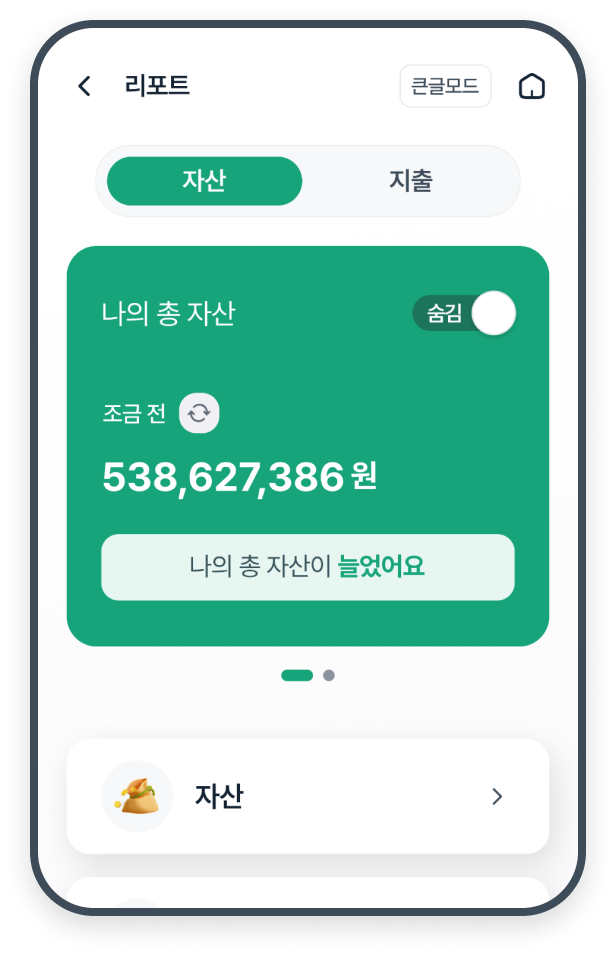 리포트 큰글모드
자산 지출
나의 총 자산 숨김
조금 전
538,627,386 원
나의 총 자산이 늘었어요
자산